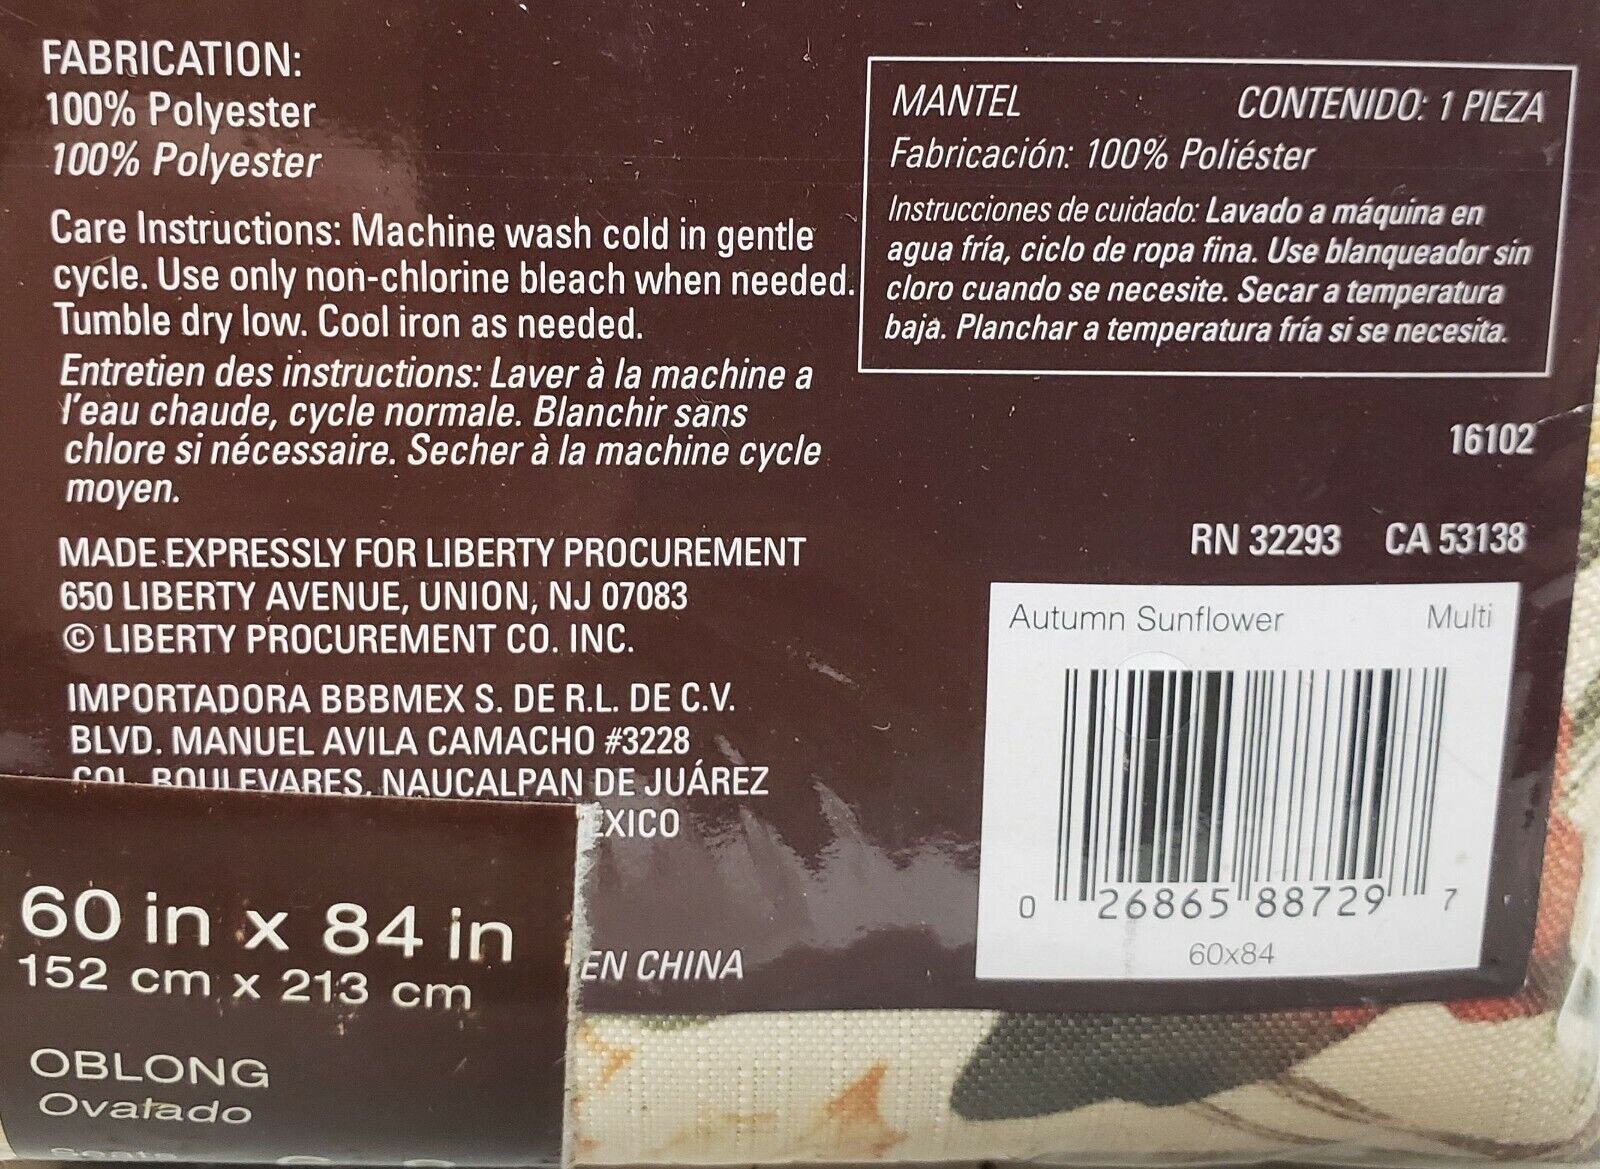 FABRICATION:
100% Polyester
100% Polyester
Care Instructions: Machine wash cold in gentle
cycle. Use only non-chlorine bleach when needed.
Tumble dry low. Cool iron as needed.
Entretien des instructions: Laver à la machine a
l'eau chaude, cycle normale. Blanchir sans
chlore si nécessaire. Secher à la machine cycle
moyen.
MADE EXPRESSLY FOR LIBERTY PROCUREMENT
650 LIBERTY AVENUE, UNION, NJ 07083
© LIBERTY PROCUREMENT CO. INC.
IMPORTADORA BBBMEX S. DE R.L. DE C.V.
BLVD. MANUEL AVILA CAMACHO #3228
COL. BOULEVARES, NAUCALPAN DE JUÁREZ
EXICO
EN CHINA
60 in x 84 in
152 cm x 213 cm
OBLONG
Ovalado
Seats
MANTEL CONTENIDO: 1 PIEZA
Fabricación: 100% Poliéster
Instrucciones de cuidado: Lavado a máquina en
agua fría, ciclo de ropa fina. Use blanqueador sin
cloro cuando se necesite. Secar a temperatura
baja. Planchar a temperatura fría si se necesita.
16102
RN 32293 CA 53138
Autumn Sunflower Multi
0 26865 88729 7
60x84